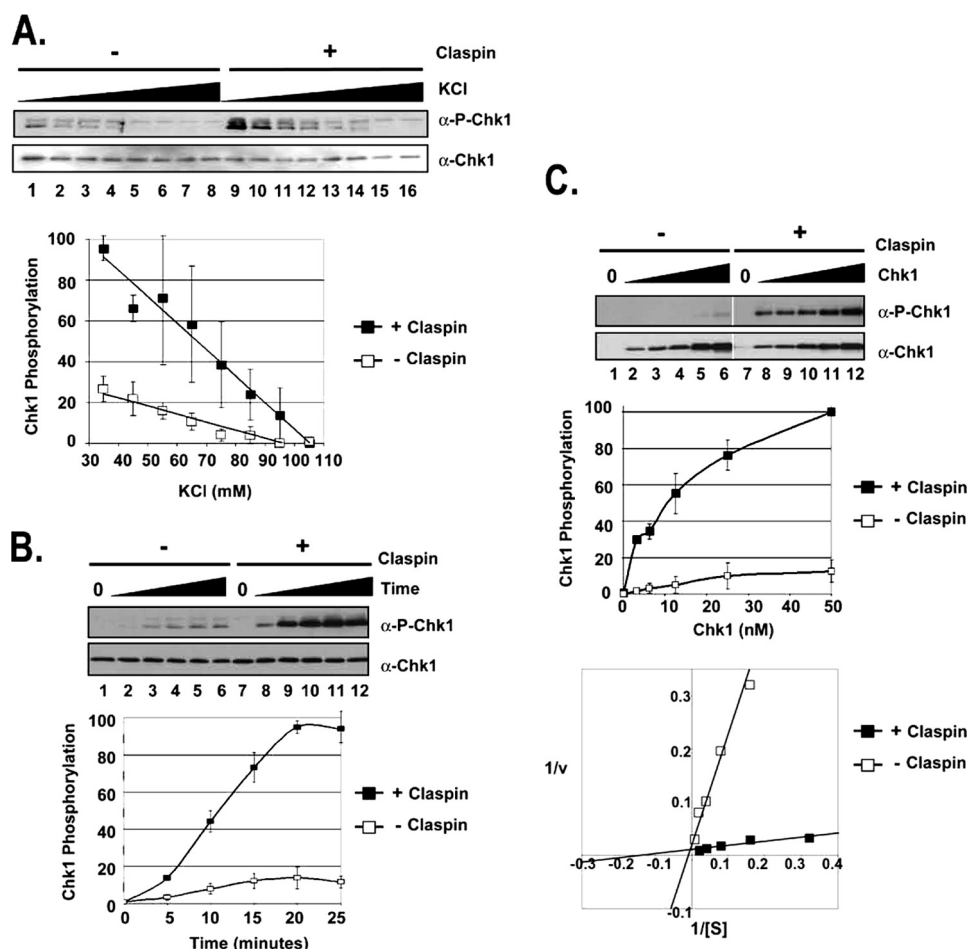 A.
- + Claspin
KCl
α-P-Chk1
α-Chk1
1 2 3 4 5 6 7 8 9 10 11 12 13 14 15 16
Chk1 Phosphorylation
100
80
60
40
20
0
30 40 50 60 70 80 90 100 110
KCl (mM)
+ Claspin
- Claspin
B.
- + Claspin
0 0 Time
α-P-Chk1
α-Chk1
1 2 3 4 5 6 7 8 9 10 11 12
Chk1 Phosphorylation
100
80
60
40
20
0
0 5 10 15 20 25
Time (minutes)
+ Claspin
- Claspin
C.
- + Claspin
0 0 Chk1
α-P-Chk1
α-Chk1
1 2 3 4 5 6 7 8 9 10 11 12
Chk1 Phosphorylation
100
80
60
40
20
0
0 10 20 30 40 50
Chk1 (nM)
+ Claspin
- Claspin
1/v
0.3
0.2
0.1
-0.3 -0.2 -0.1 0.1 0.2 0.3 0.4
-0.1
1/[S]
+ Claspin
- Claspin